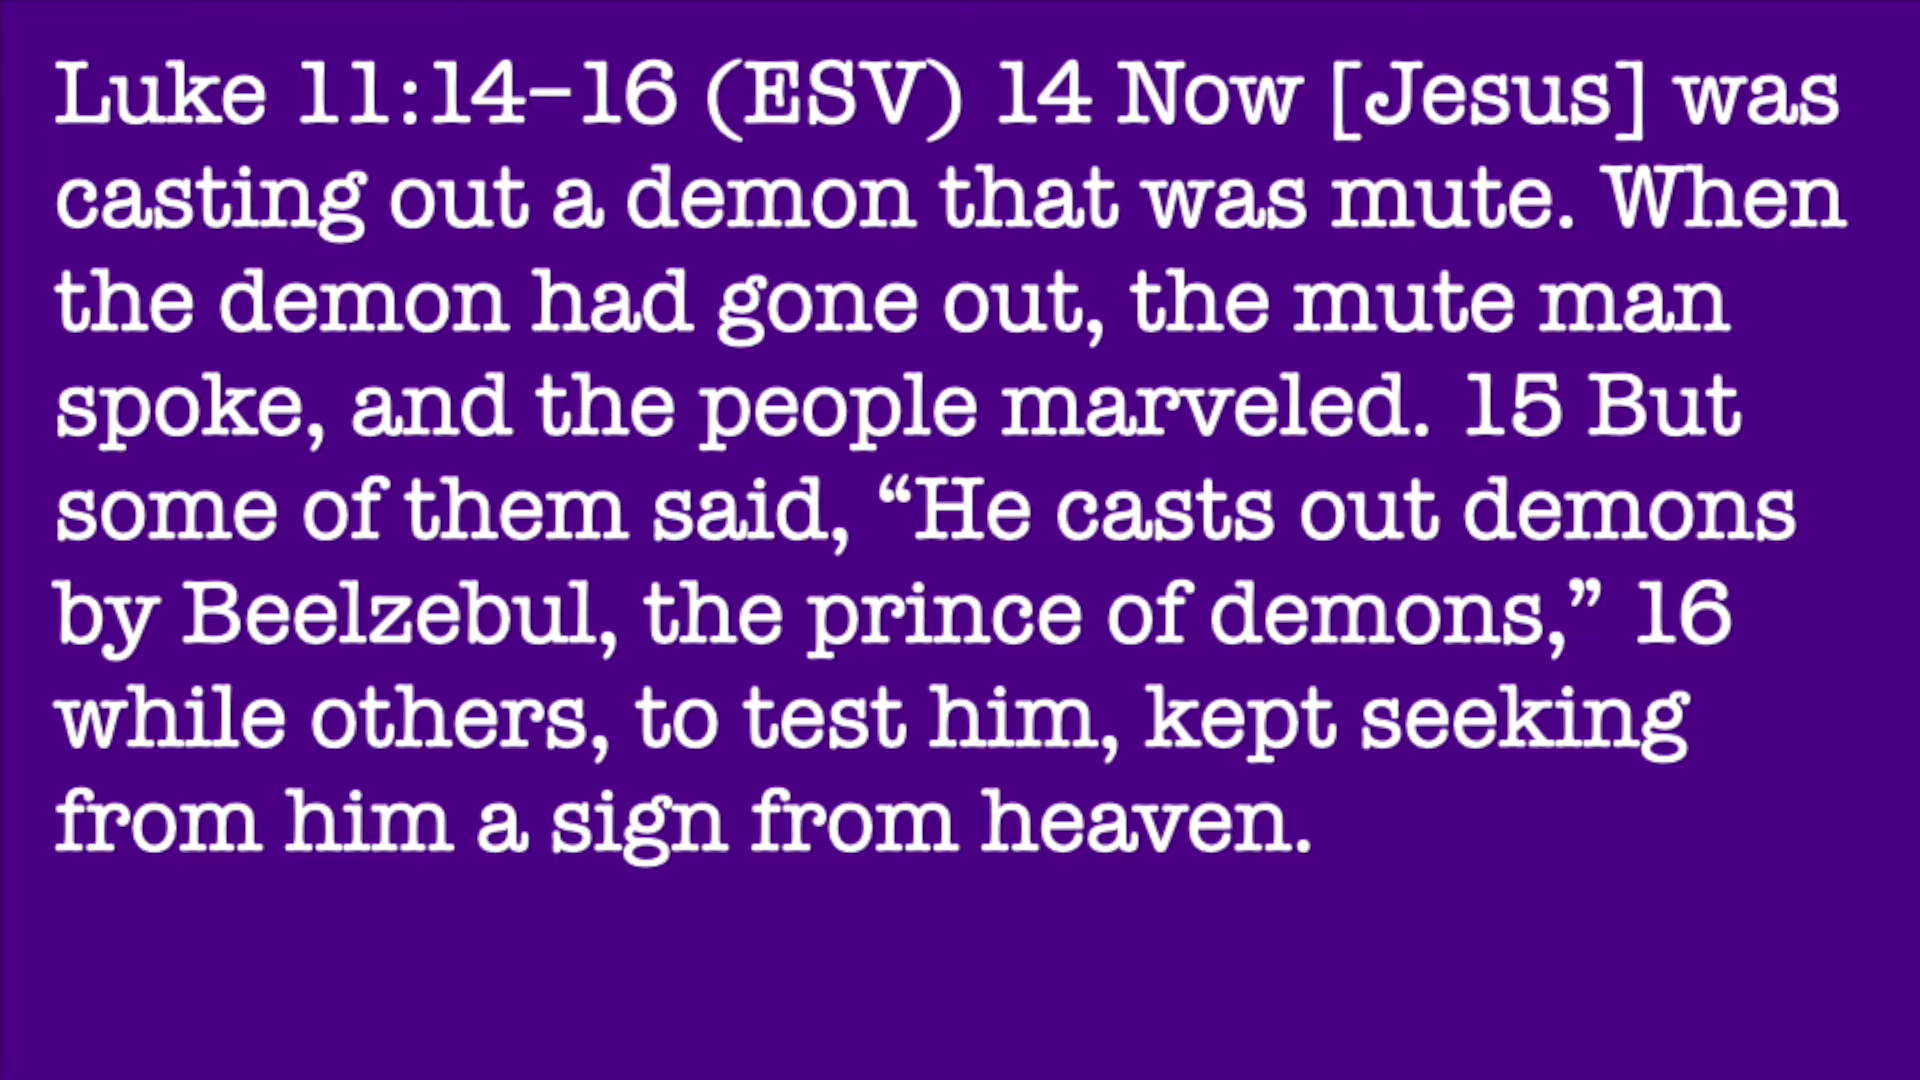 Luke 11:14–16 (ESV) 14 Now [Jesus] was
casting out a demon that was mute. When
the demon had gone out, the mute man
spoke, and the people marveled. 15 But
some of them said, “He casts out demons
by Beelzebul, the prince of demons,” 16
while others, to test him, kept seeking
from him a sign from heaven.